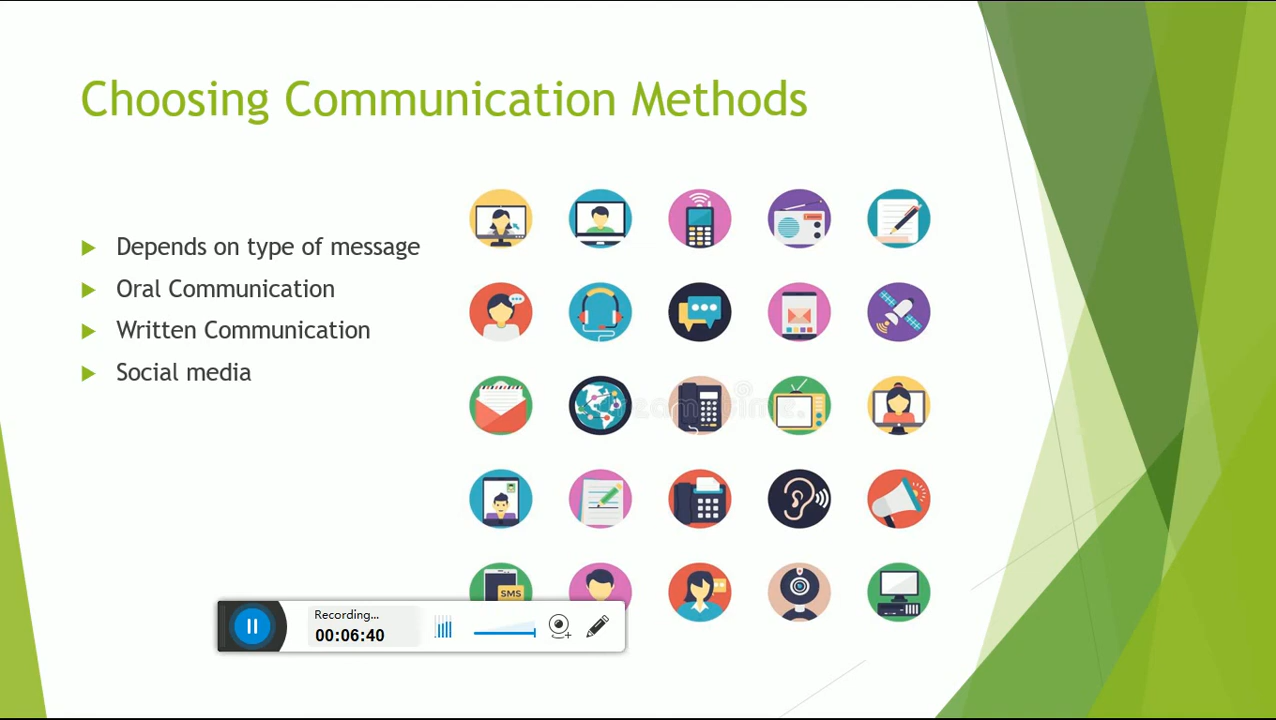 Choosing Communication Methods
Depends on type of message
Oral Communication
Written Communication
Social media
SMS
Recording...
00:06:40